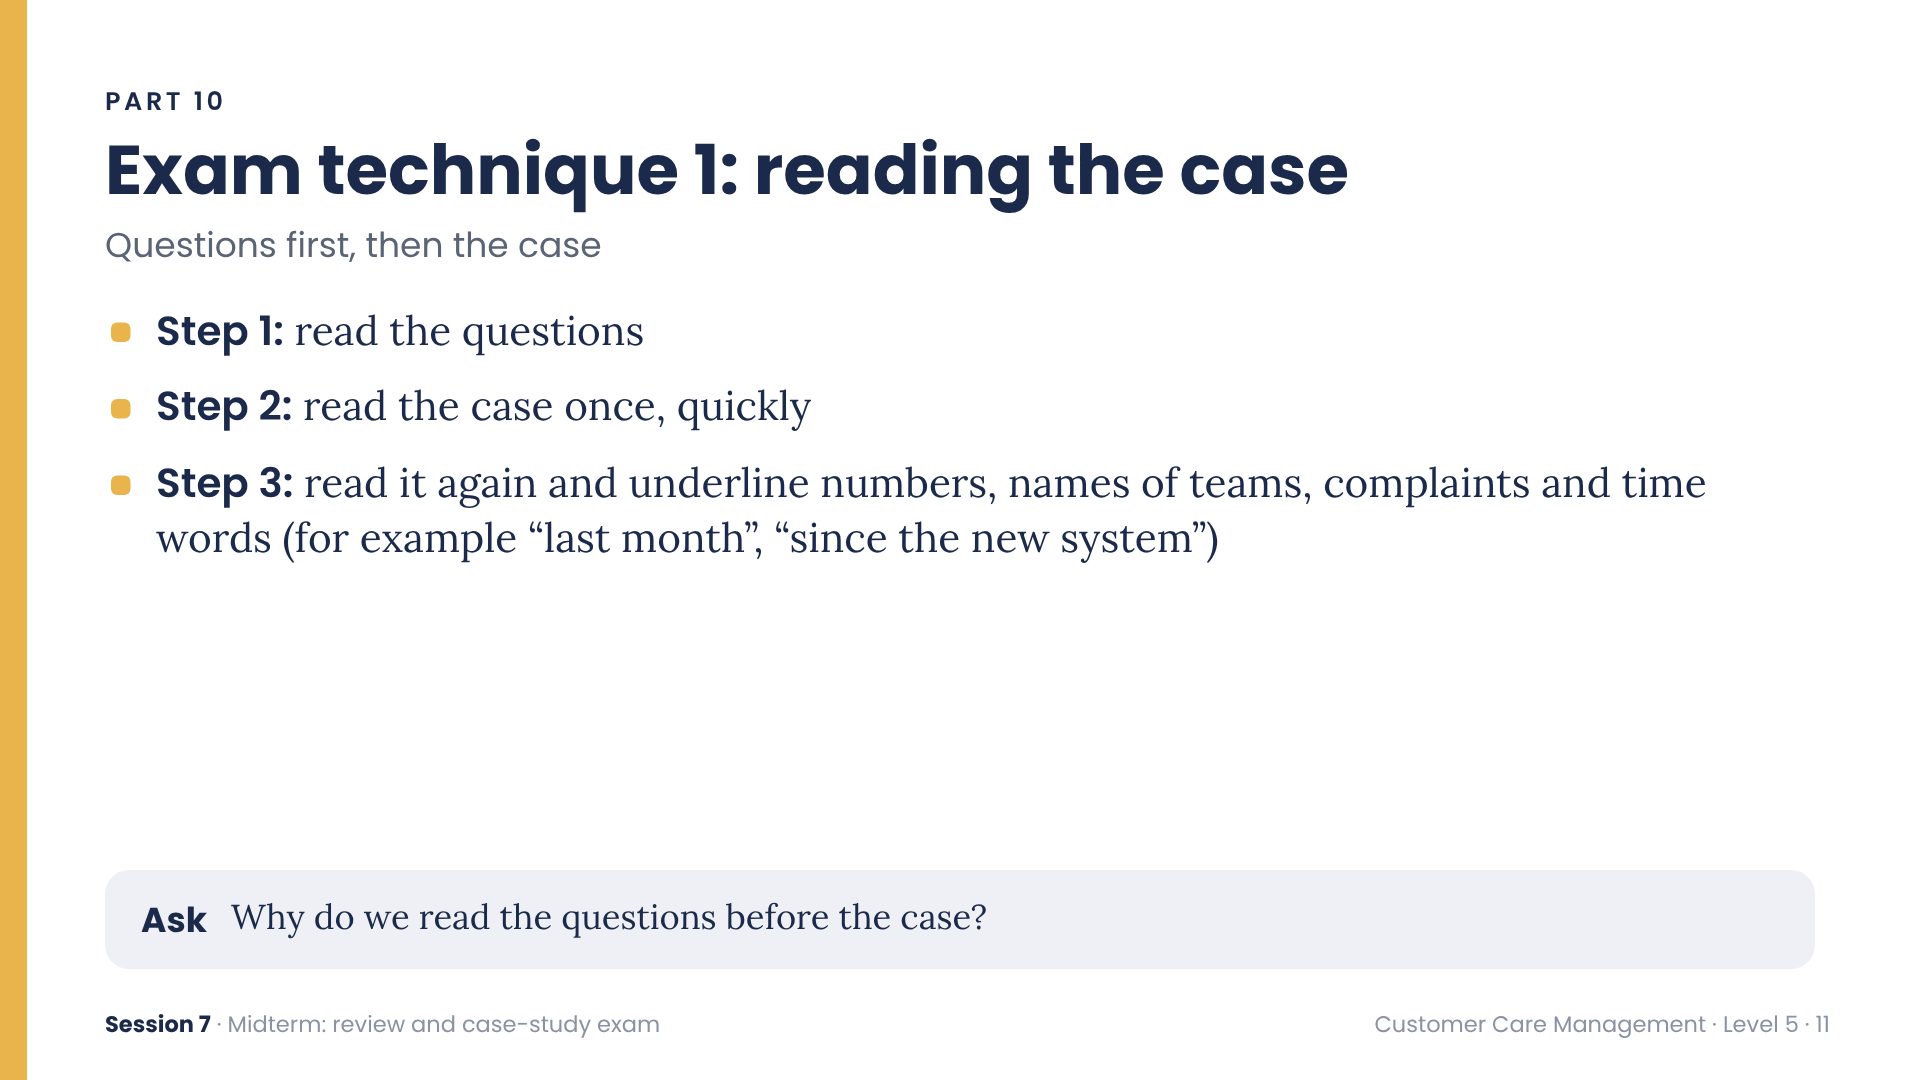 PART 10
Exam technique 1: reading the case
Questions first, then the case
Step 1: read the questions
Step 2: read the case once, quickly
Step 3: read it again and underline numbers, names of teams, complaints and time
words (for example “last month”, “since the new system”)
Ask Why do we read the questions before the case?
Session 7 · Midterm: review and case-study exam
Customer Care Management · Level 5 · 11